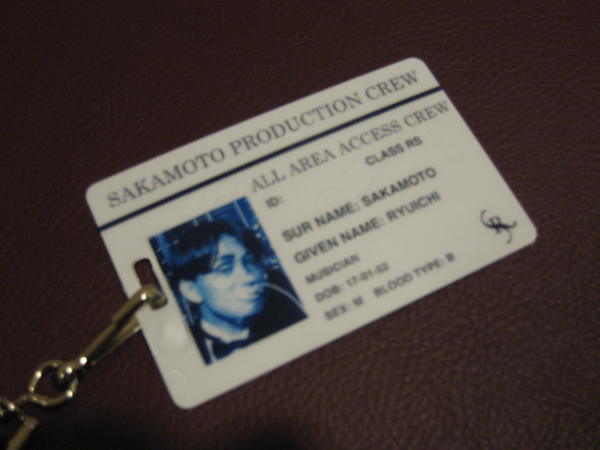 SAKAMOTO PRODUCTION CREW
ALL AREA ACCESS CREW
ID: CLASS RS
SUR NAME: SAKAMOTO
GIVEN NAME: RYUICHI
MUSICIAN
DOB: 17-01-52
SEX: M BLOOD TYPE: B